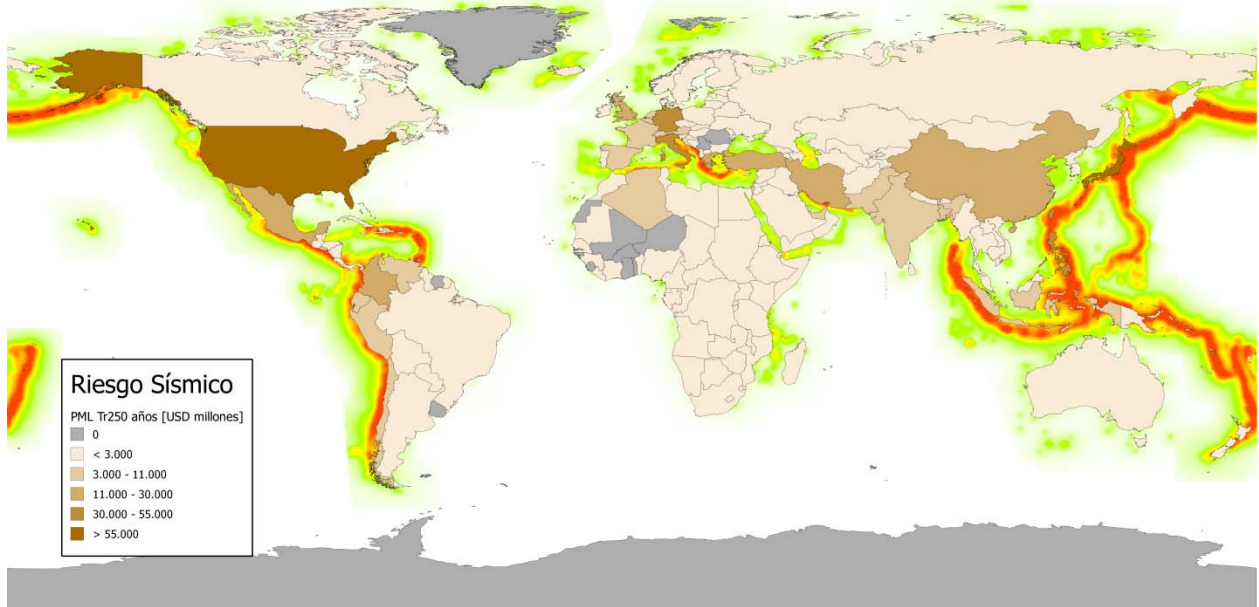 Riesgo Sísmico
PML Tr250 años [USD millones]
0
< 3.000
3.000 - 11.000
11.000 - 30.000
30.000 - 55.000
> 55.000